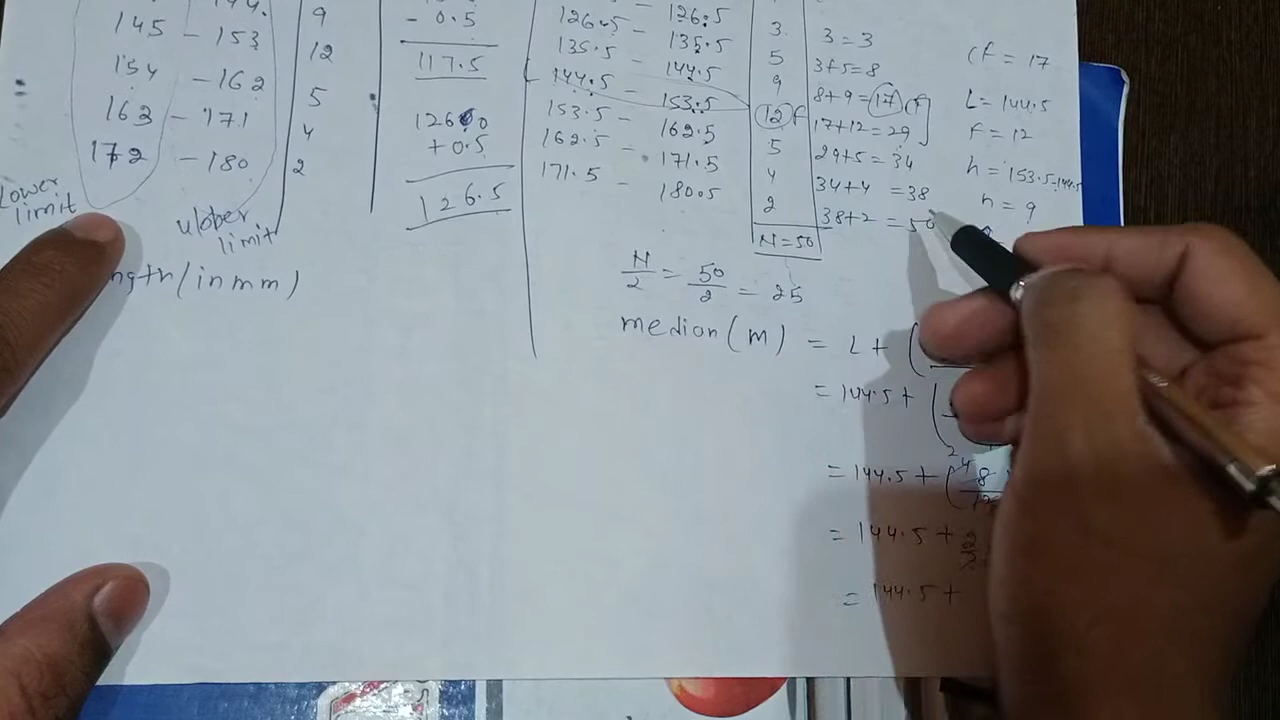 144.
145 - 153
154 - 162
163 - 171
172 - 180
9
12
5
4
2
Lower
limit
upper
limit
ngth (in mm)
- 0.5
117.5
126.0
+ 0.5
126.5
- 126.5
126.5 - 135.5
135.5 - 144.5
144.5 - 153.5
153.5 - 162.5
162.5 - 171.5
171.5 - 180.5
3
5
9
12 f
5
4
2
N = 50
3 = 3
3+5 = 8
8+9 = 17 cf
17+12 = 29
29+5 = 34
34+4 = 38
38+2 = 50
cf = 17
L = 144.5
f = 12
h = 153.5-144.5
h = 9
N/2 = 50/2 = 25
median (m) = L + (
= 144.5 + (
= 144.5 + ( 8
12
= 144.5 +
= 144.5 +